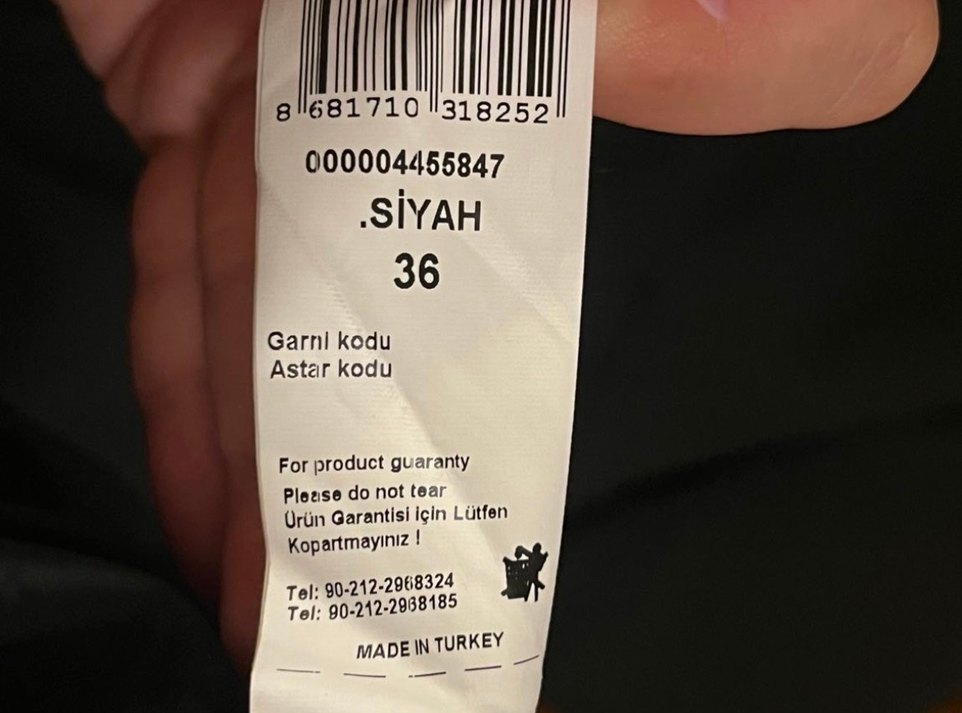 8 681710 318252
000004455847
.SİYAH
36
Garni kodu
Astar kodu
For product guaranty
Please do not tear
Ürün Garantisi için Lütfen
Kopartmayınız !
Tel: 90-212-2968324
Tel: 90-212-2968185
MADE IN TURKEY